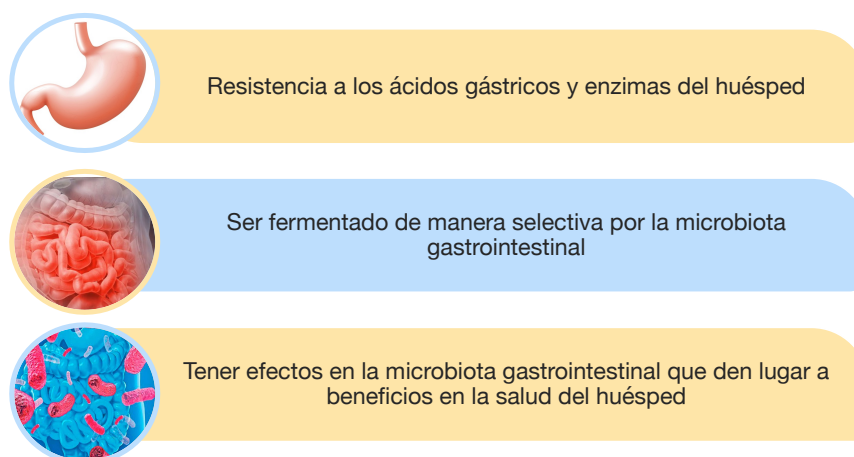 Resistencia a los ácidos gástricos y enzimas del huésped
Ser fermentado de manera selectiva por la microbiota
gastrointestinal
Tener efectos en la microbiota gastrointestinal que den lugar a
beneficios en la salud del huésped